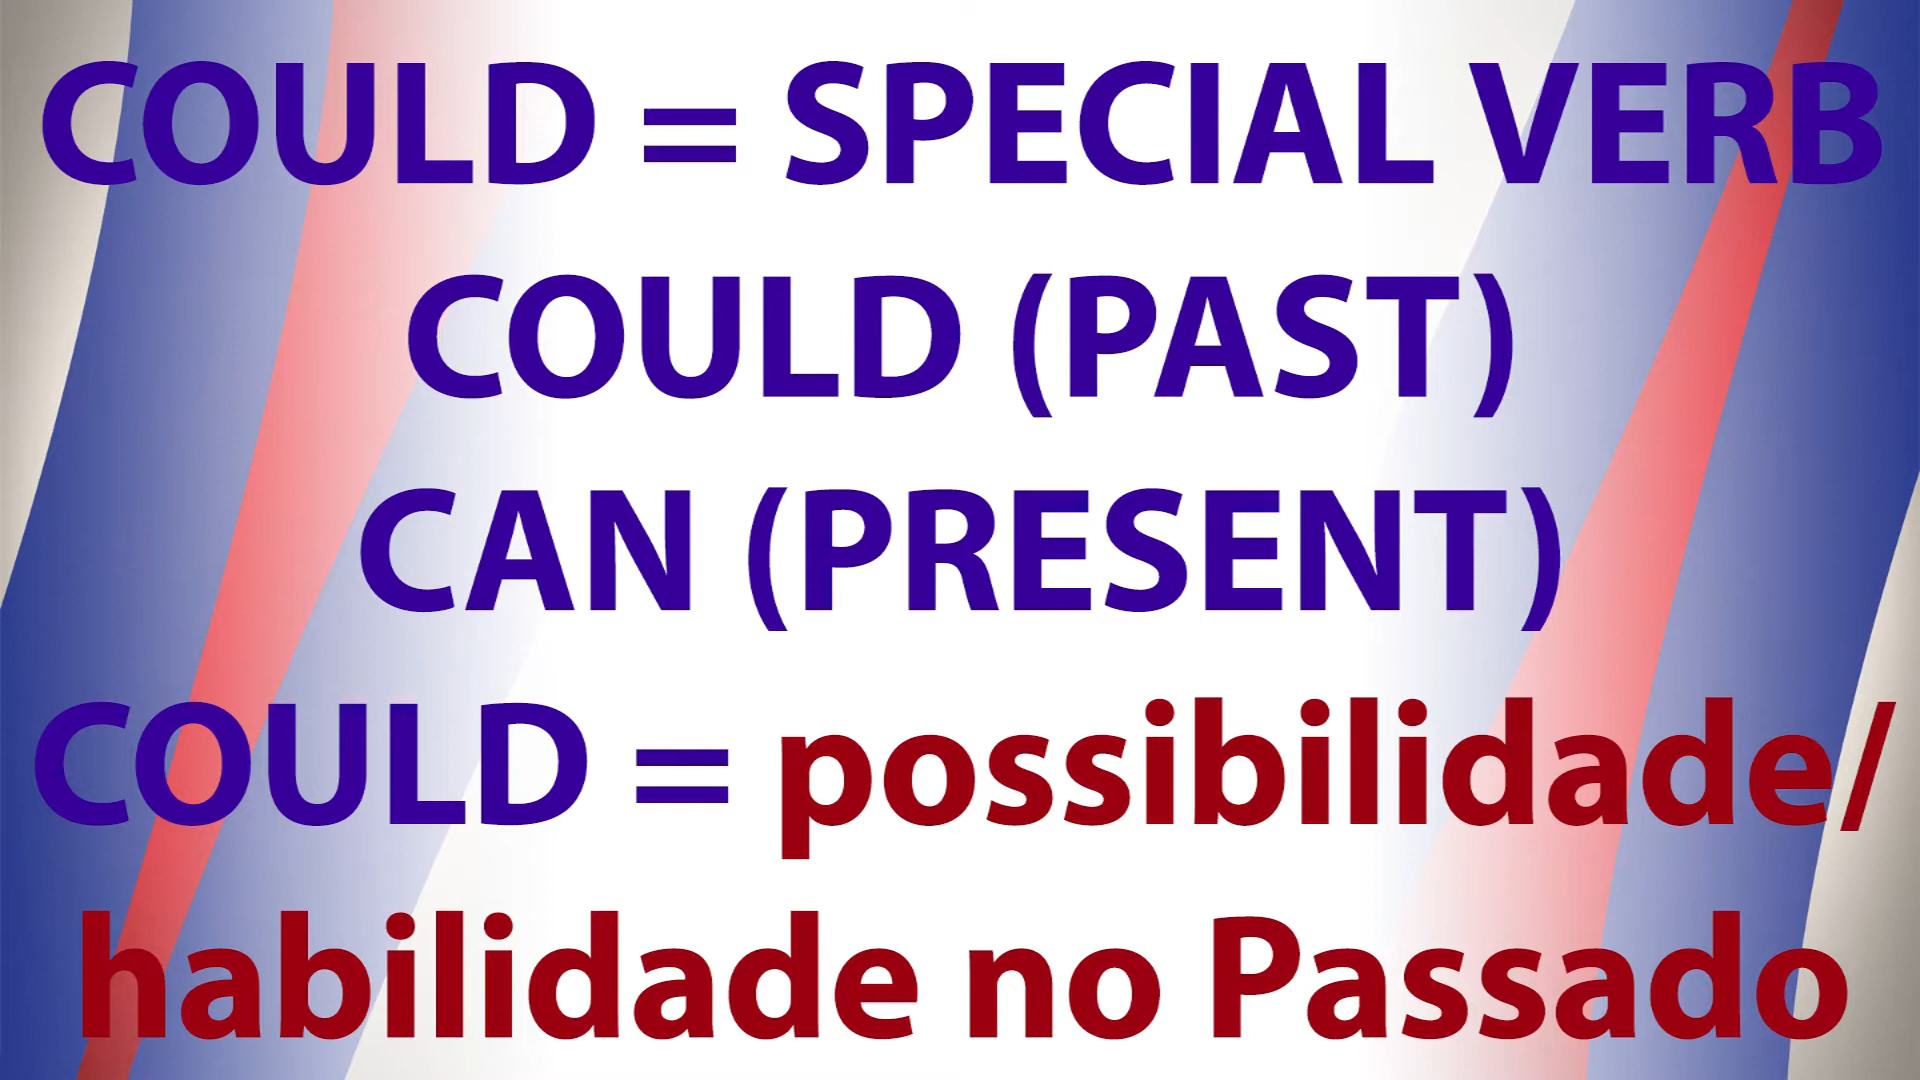 COULD = SPECIAL VERB
COULD (PAST)
CAN (PRESENT)
COULD = possibilidade/
habilidade no Passado